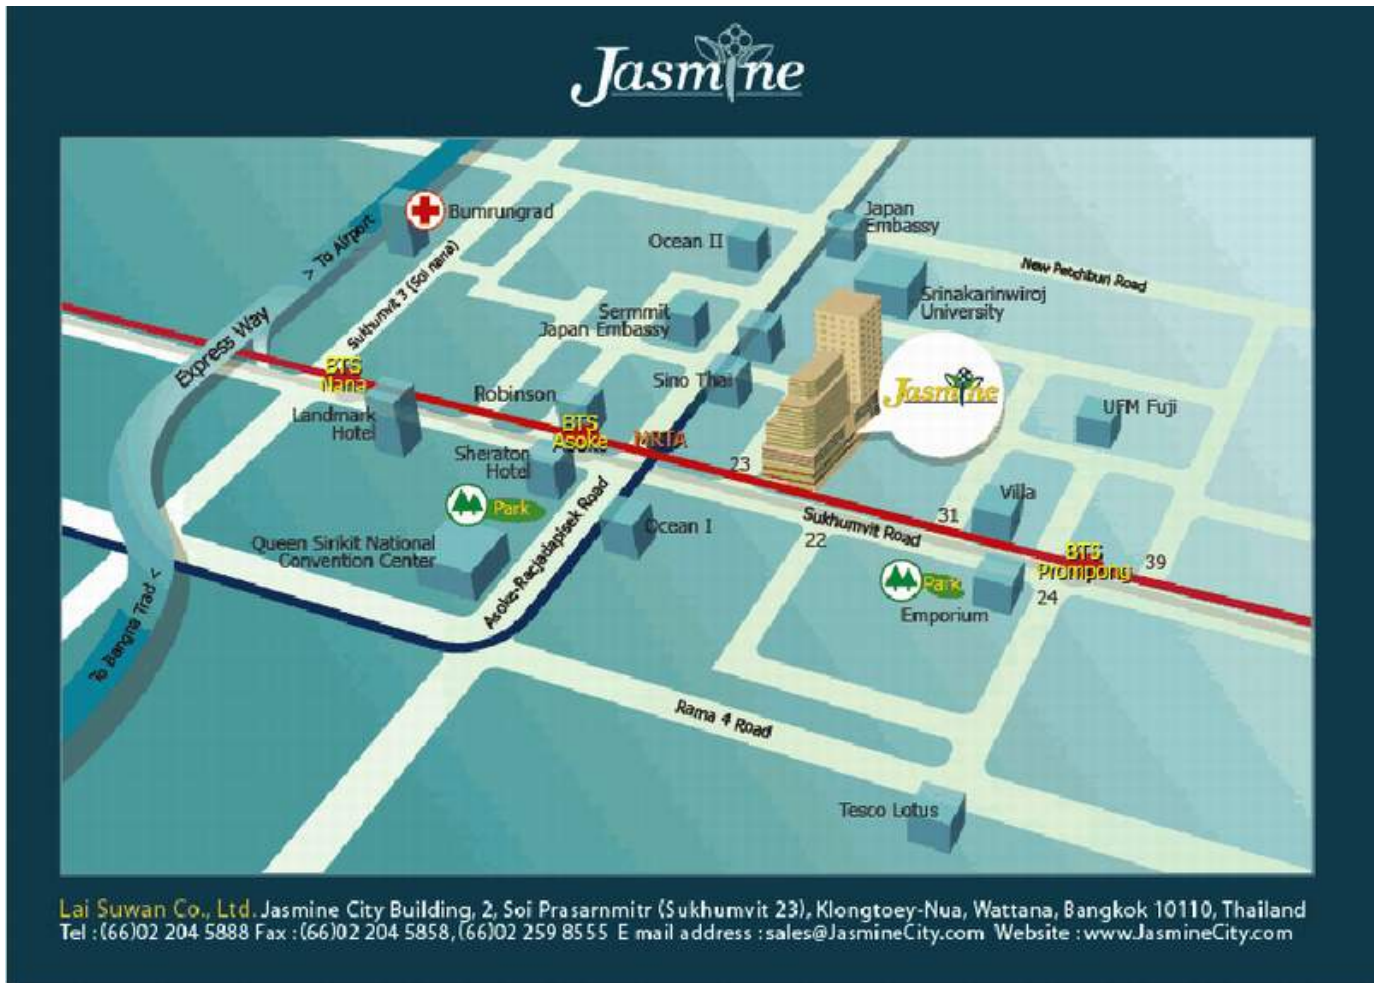 Jasmine
Bumrungrad
> To Airport
Sukhumvit 3 (Soi nana)
Express Way
Ocean II
Japan
Embassy
New Petchburi Road
Srinakarinwiroj
University
Sermmit
Japan Embassy
BTS
Nana
Landmark
Hotel
Robinson
Sino Thai
Jasmine
UFM Fuji
BTS
Asoke
MRTA
Sheraton
Hotel
23
Park
Villa
31
Sukhumvit Road
22
Ocean I
Queen Sirikit National
Convention Center
Asoke-Racjadapisek Road
BTS
Prompong
39
Park
24
Emporium
To Bangna Trad <
Rama 4 Road
Tesco Lotus
Lai Suwan Co., Ltd. Jasmine City Building, 2, Soi Prasarnmitr (Sukhumvit 23), Klongtoey-Nua, Wattana, Bangkok 10110, Thailand
Tel :(66)02 204 5888 Fax :(66)02 204 5858, (66)02 259 8555 E mail address :sales@JasmineCity.com Website :www.JasmineCity.com